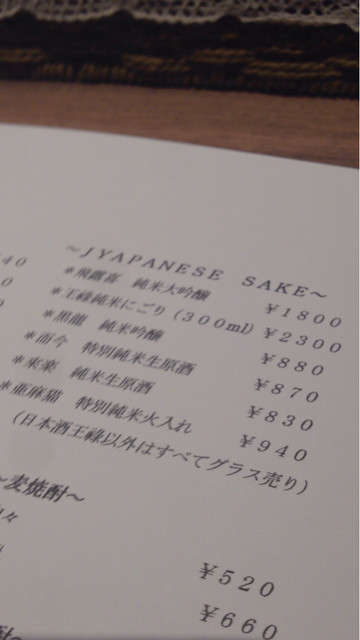 ～JYAPANESE SAKE～
＊飛露喜 純米大吟醸 ¥1800
＊王祿純米にごり（300ml） ¥2300
＊黒龍 純米吟醸 ¥880
＊而今 特別純米生原酒 ¥870
＊東薬 純米生原酒 ¥830
＊亜麻猫 特別純米火入れ ¥940
（日本酒王祿以外はすべてグラス売り）
～麦焼酎～
¥520
¥660